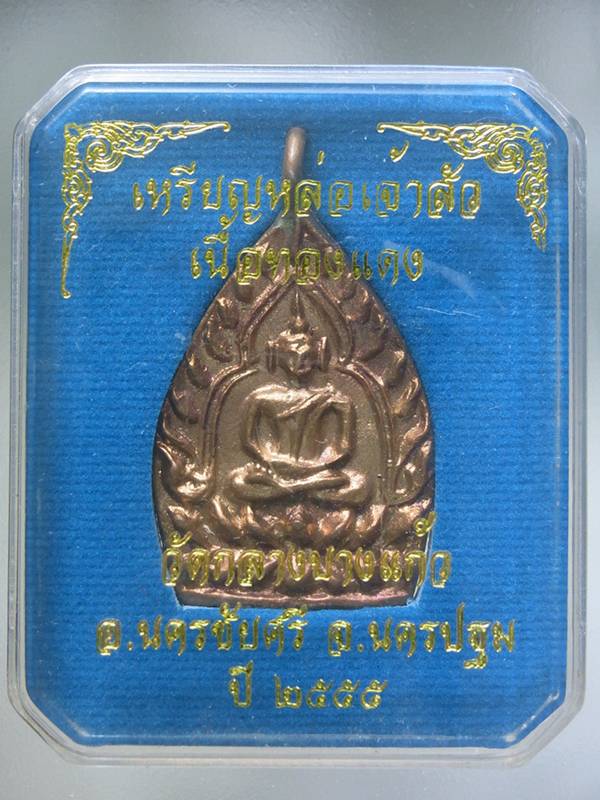 เหรียญหล่อเจ้าสัว
เนื้อทองแดง
วัดกลางบางแก้ว
อ.นครชัยศรี จ.นครปฐม
ปี ๒๕๕๕